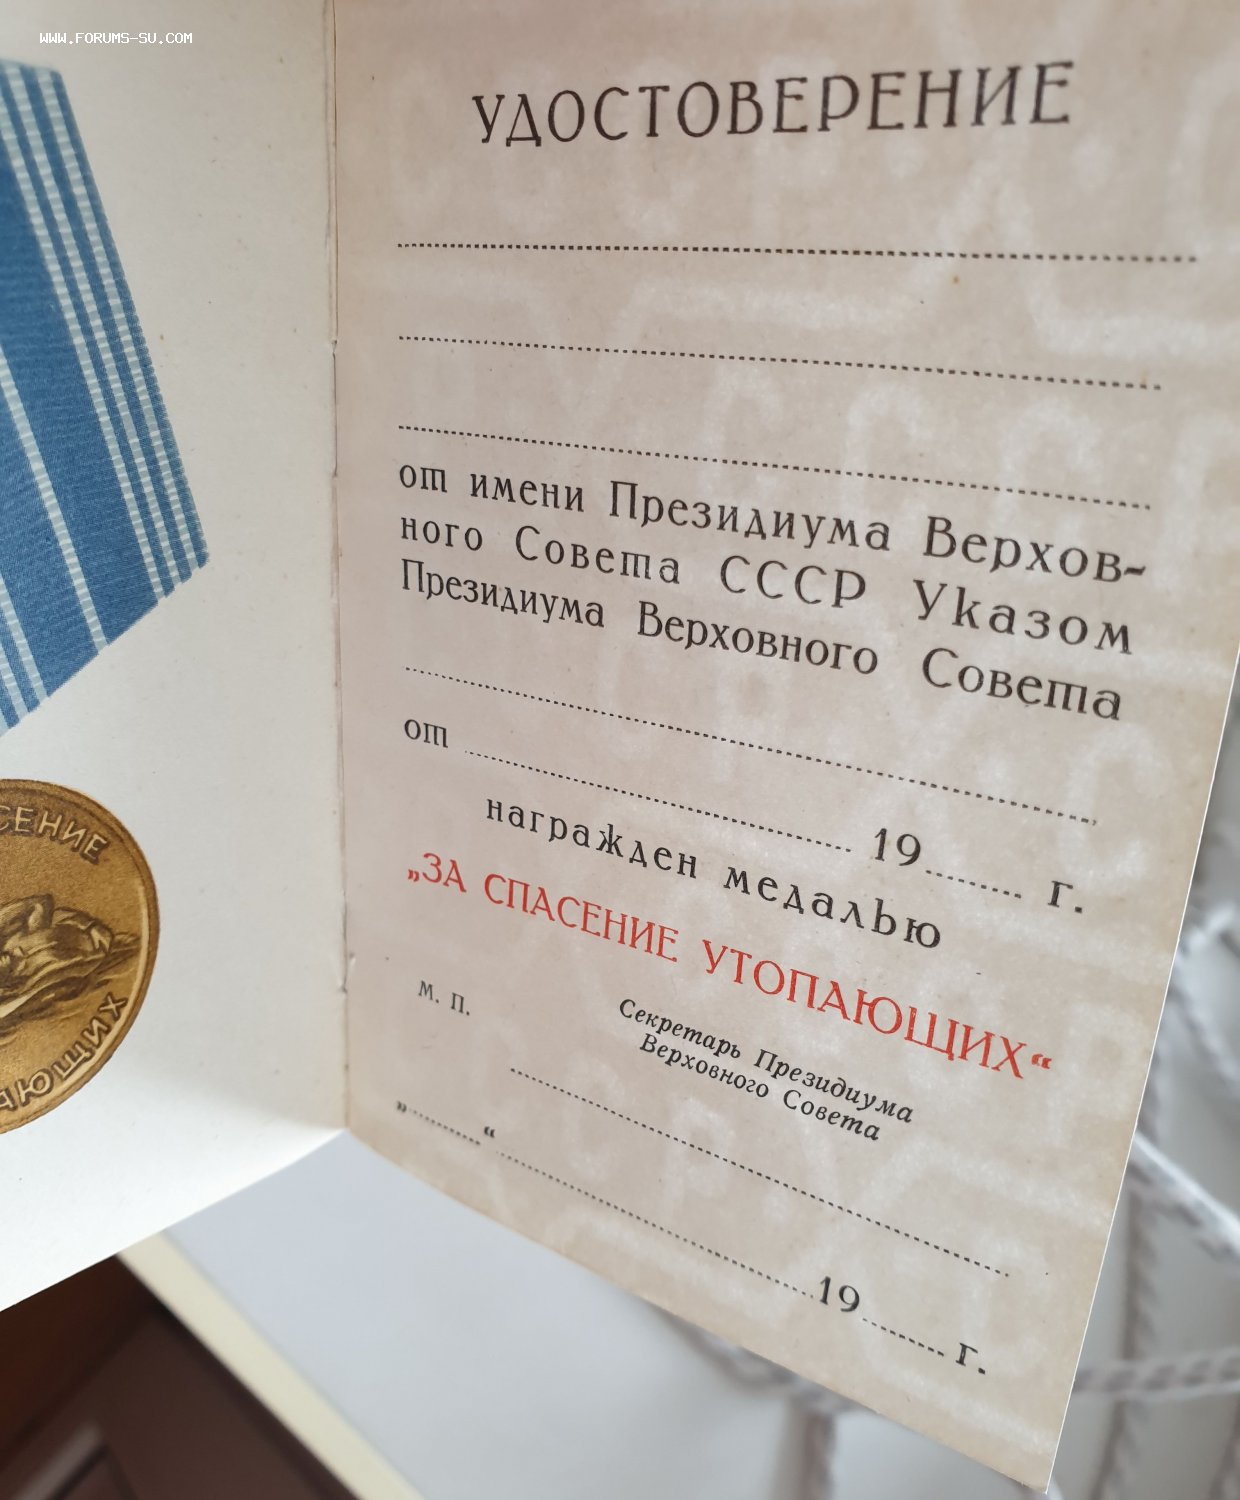 WWW.FORUMS-SU.COM
УДОСТОВЕРЕНИЕ
от имени Президиума Верхов-
ного Совета СССР Указом
Президиума Верховного Совета
от 19 г.
награжден медалью
„ЗА СПАСЕНИЕ УТОПАЮЩИХ“
М. П.
Секретарь Президиума
Верховного Совета
„ “ 19 г.